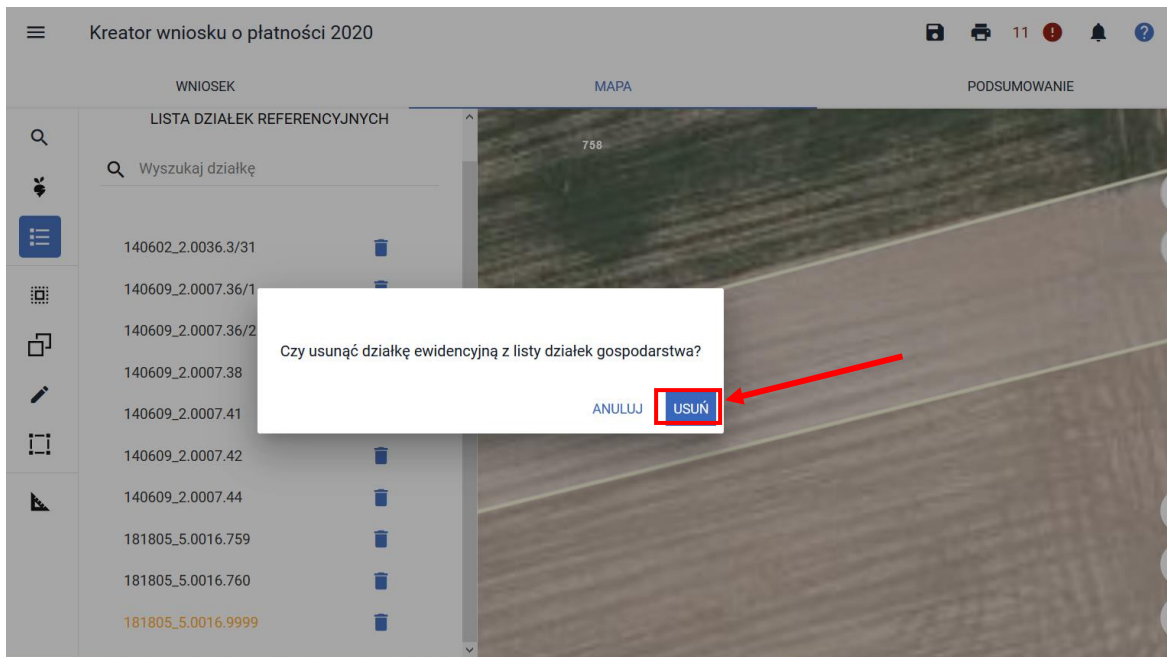 Kreator wniosku o płatności 2020
11
WNIOSEK
MAPA
PODSUMOWANIE
LISTA DZIAŁEK REFERENCYJNYCH
Wyszukaj działkę
758
140602_2.0036.3/31
140609_2.0007.36/1
140609_2.0007.36/2
140609_2.0007.38
140609_2.0007.41
140609_2.0007.42
140609_2.0007.44
181805_5.0016.759
181805_5.0016.760
181805_5.0016.9999
Czy usunąć działkę ewidencyjną z listy działek gospodarstwa?
ANULUJ
USUŃ